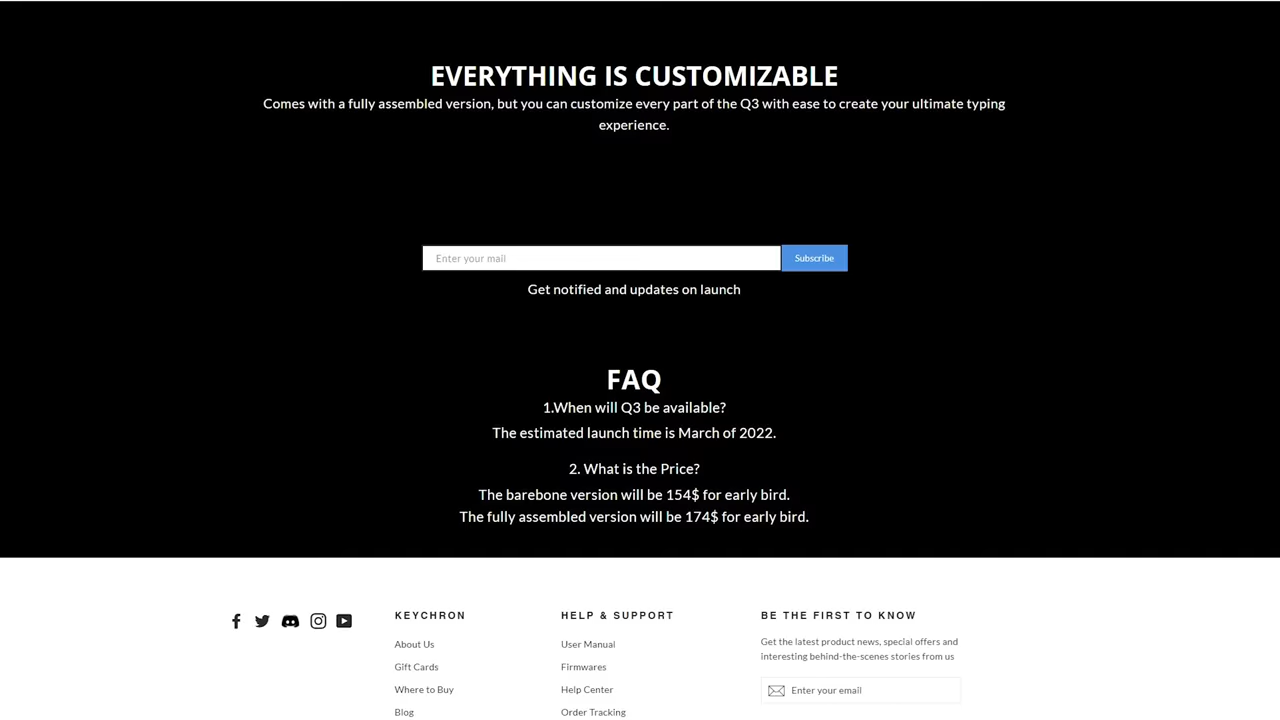 EVERYTHING IS CUSTOMIZABLE
Comes with a fully assembled version, but you can customize every part of the Q3 with ease to create your ultimate typing
experience.
Enter your mail
Subscribe
Get notified and updates on launch
FAQ
1.When will Q3 be available?
The estimated launch time is March of 2022.
2. What is the Price?
The barebone version will be 154$ for early bird.
The fully assembled version will be 174$ for early bird.
KEYCHRON
About Us
Gift Cards
Where to Buy
Blog
HELP & SUPPORT
User Manual
Firmwares
Help Center
Order Tracking
BE THE FIRST TO KNOW
Get the latest product news, special offers and
interesting behind-the-scenes stories from us
Enter your email